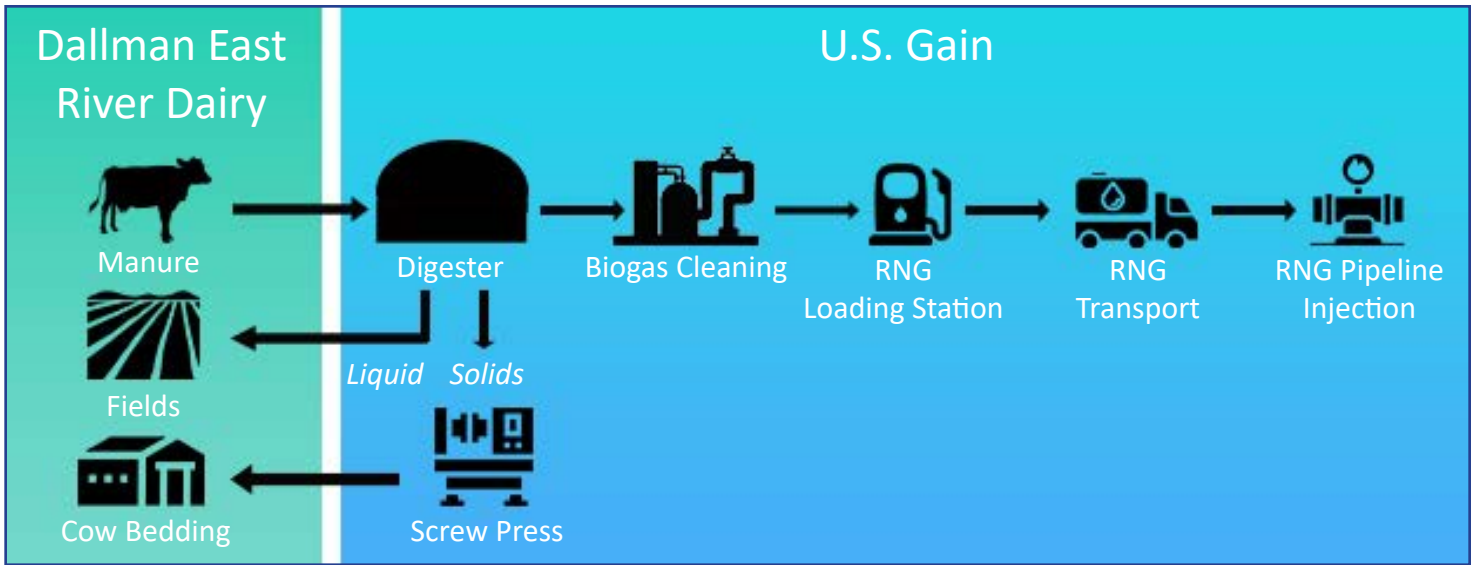 Dallman East
River Dairy
U.S. Gain
Manure
Digester
Biogas Cleaning
RNG
Loading Station
RNG
Transport
RNG Pipeline
Injection
Liquid
Solids
Fields
Cow Bedding
Screw Press